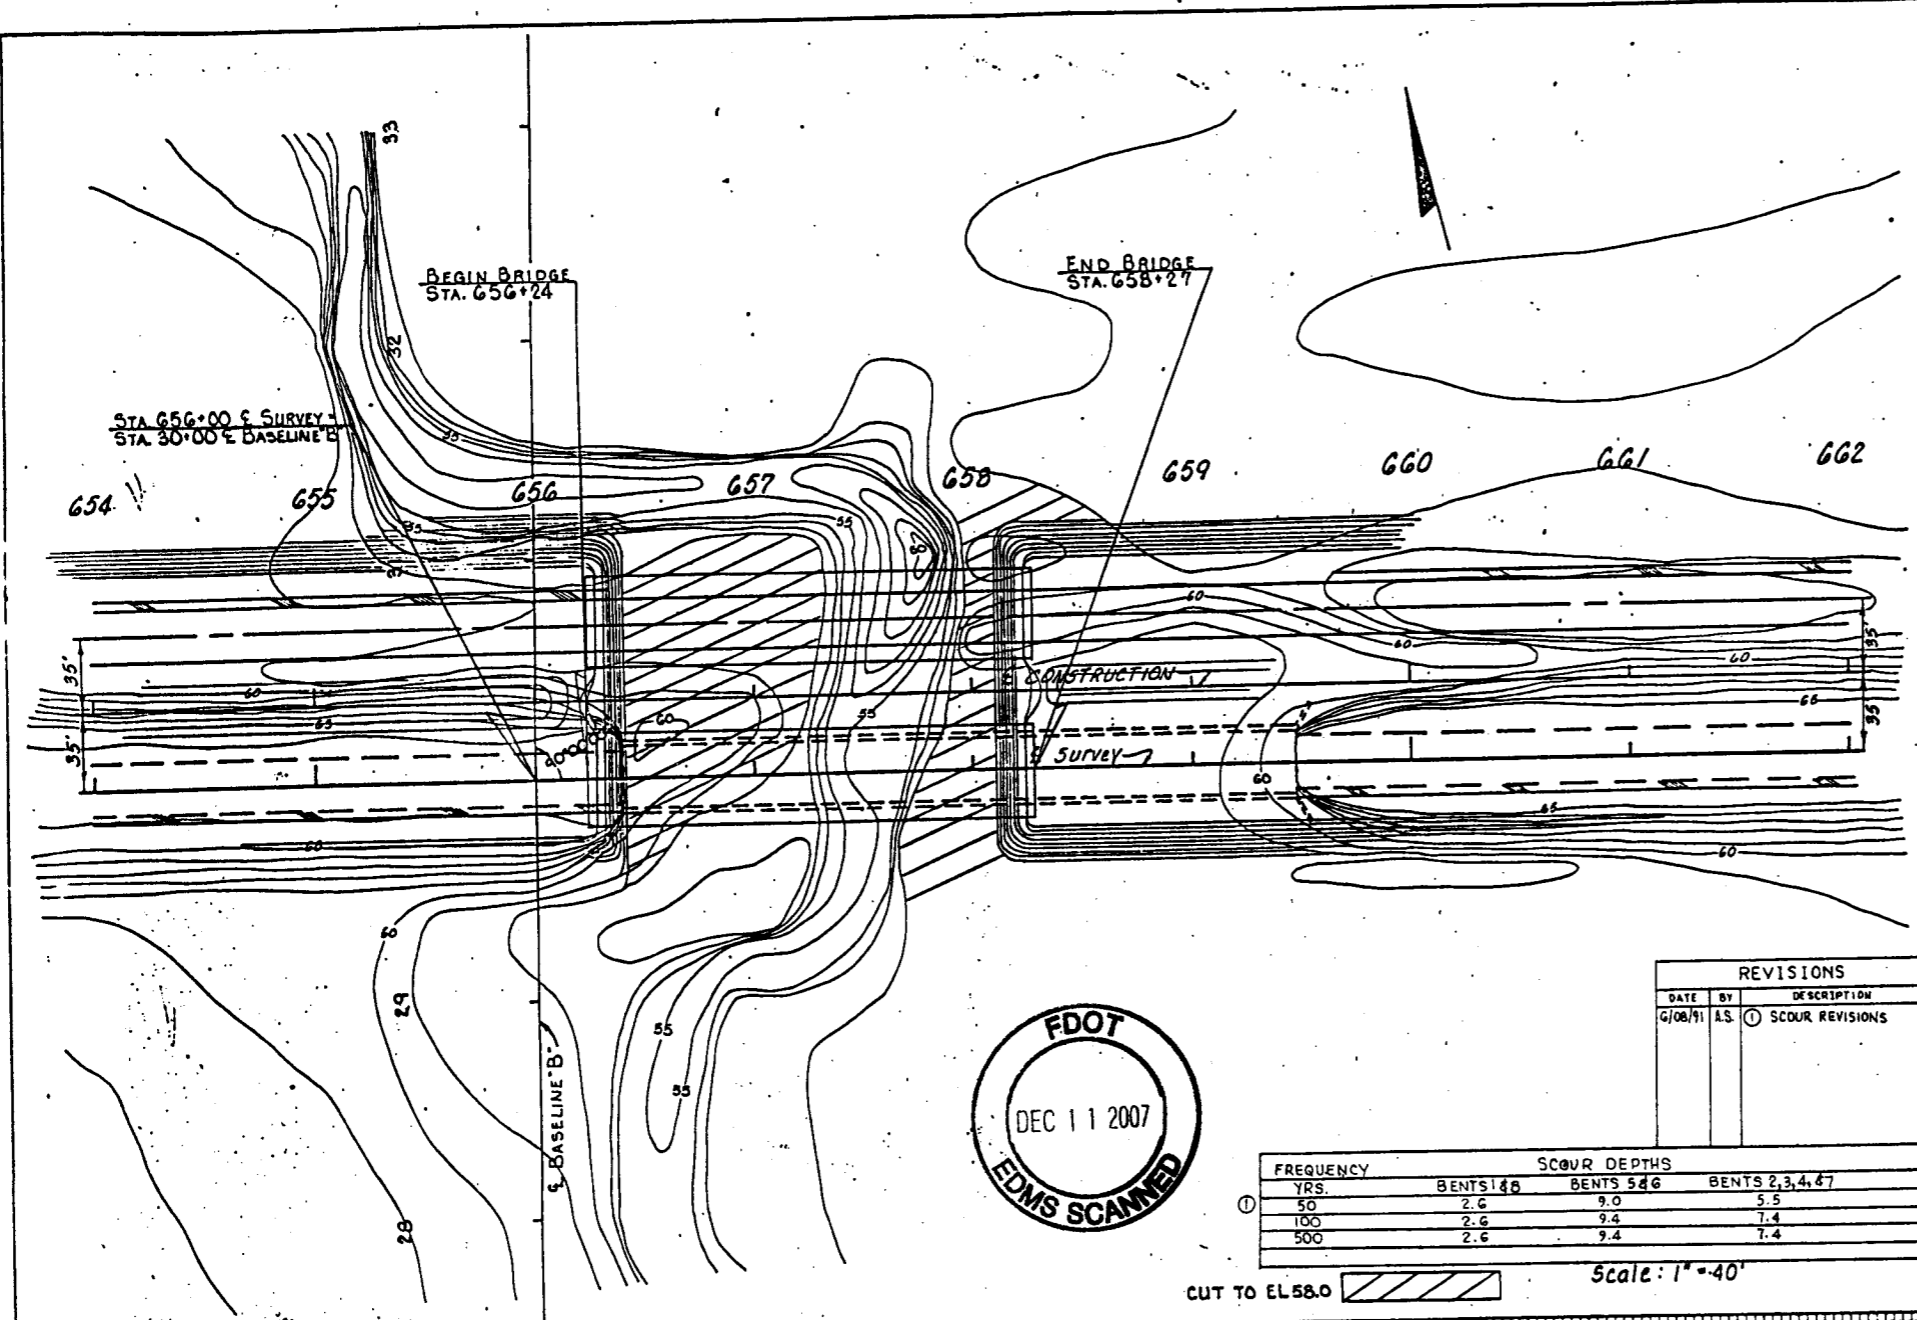 33
BEGIN BRIDGE
STA. 656+24
END BRIDGE
STA. 658+27
32
STA. 656+00 ℄ SURVEY=
STA. 30+00 ℄ BASELINE "B"
35
654
655
656
657
658
659
660
661
662
55
60
60
60
35'
35'
35'
35'
60
65
60
CONSTRUCTION
65
55
Survey
60
65
60
60
60
29
28
℄ BASELINE "B"
55
55
FDOT
DEC 11 2007
EDMS SCANNED
REVISIONS
DATE BY DESCRIPTION
6/08/91 A.S. ① SCOUR REVISIONS
FREQUENCY SCOUR DEPTHS
YRS. BENTS 1&8 BENTS 5&6 BENTS 2,3,4,&7
① 50 2.6 9.0 5.5
100 2.6 9.4 7.4
500 2.6 9.4 7.4
CUT TO EL 58.0
Scale: 1" = 40'